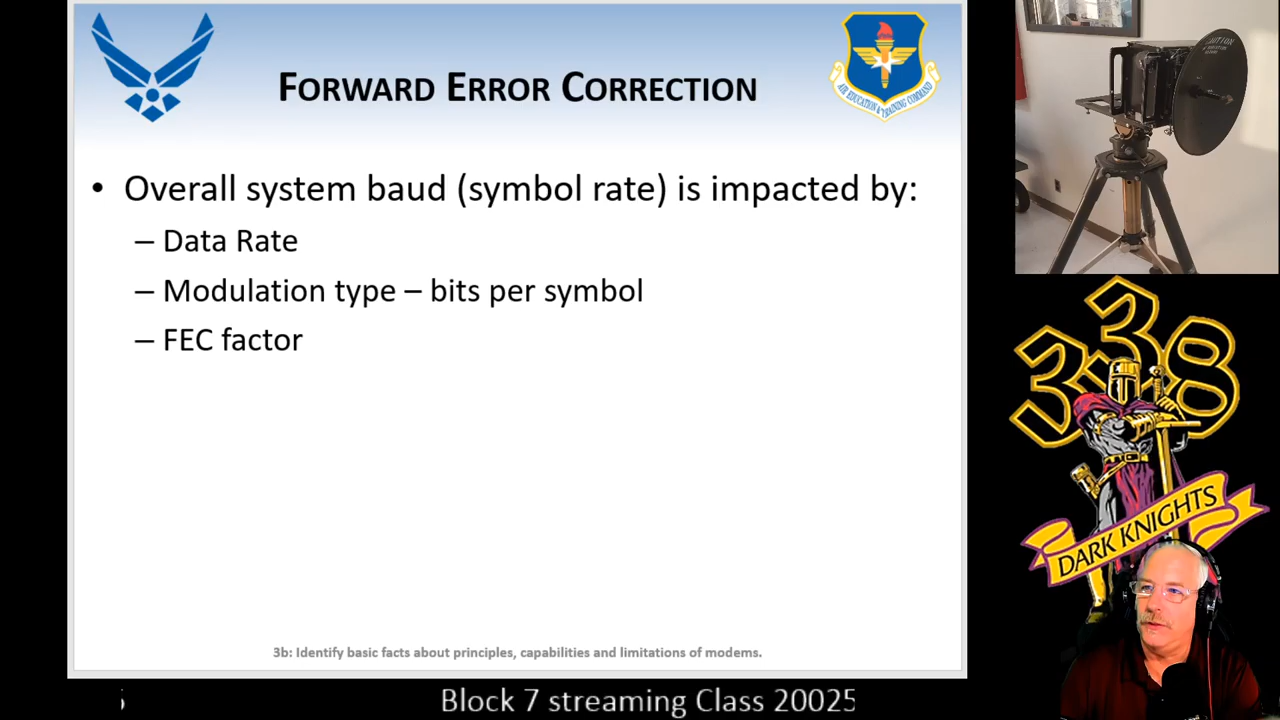 FORWARD ERROR CORRECTION
AIR EDUCATION & TRAINING COMMAND
• Overall system baud (symbol rate) is impacted by:
– Data Rate
– Modulation type – bits per symbol
– FEC factor
3b: Identify basic facts about principles, capabilities and limitations of modems.
338
DARK KNIGHTS
Block 7 streaming Class 20025